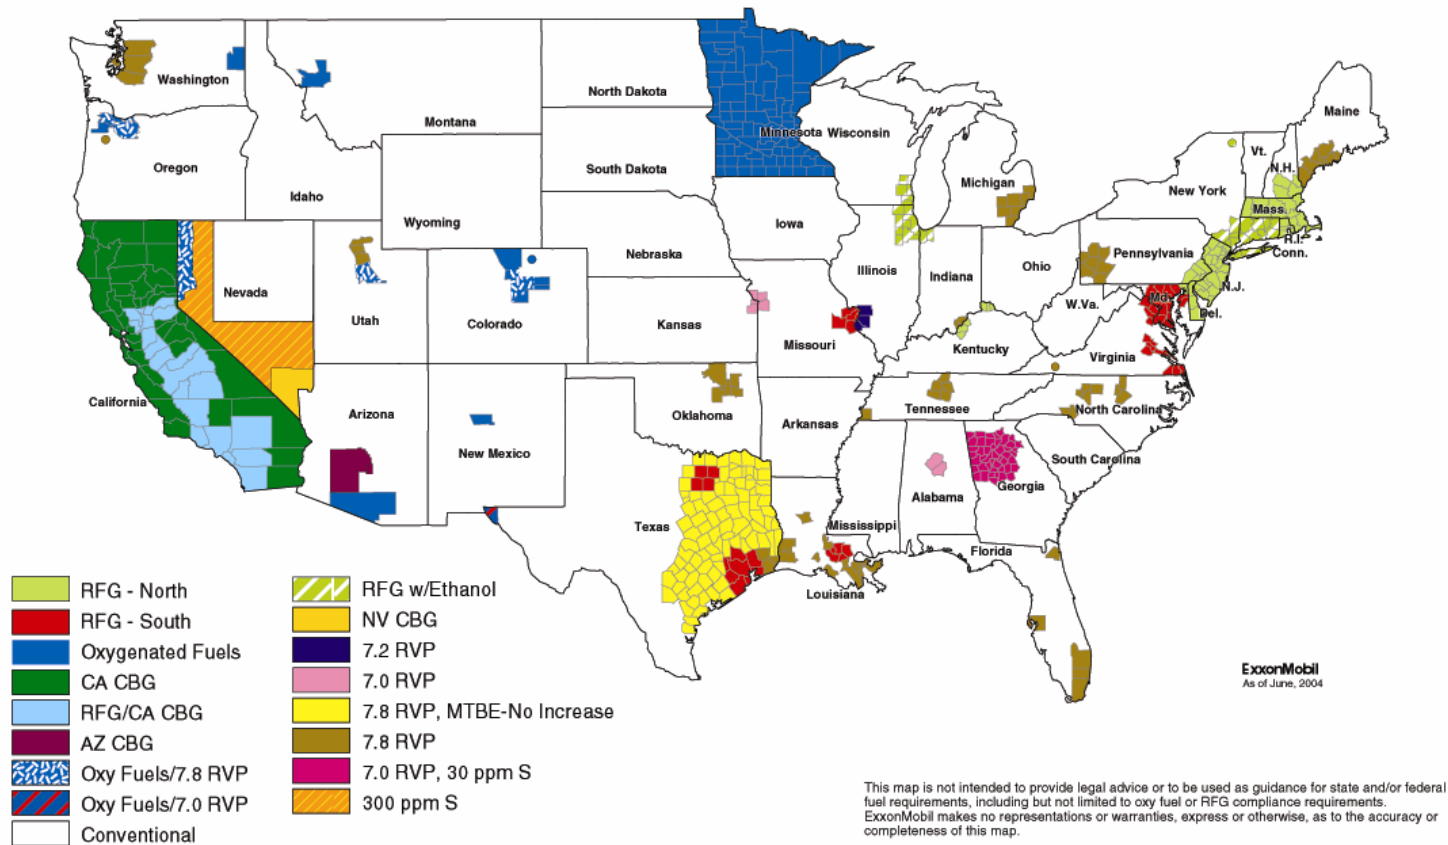 Washington
Montana
North Dakota
Minnesota
Wisconsin
Maine
Oregon
Idaho
South Dakota
Michigan
Vt.
N.H.
New York
Mass.
Wyoming
Iowa
R.I.
Conn.
Nebraska
Pennsylvania
Nevada
Illinois
Indiana
Ohio
N.J.
Utah
Colorado
Kansas
W.Va.
Md.
Del.
Missouri
Kentucky
Virginia
California
Arizona
Oklahoma
Arkansas
Tennessee
North Carolina
New Mexico
South Carolina
Alabama
Georgia
Texas
Mississippi
Florida
Louisiana
RFG - North
RFG - South
Oxygenated Fuels
CA CBG
RFG/CA CBG
AZ CBG
Oxy Fuels/7.8 RVP
Oxy Fuels/7.0 RVP
Conventional
RFG w/Ethanol
NV CBG
7.2 RVP
7.0 RVP
7.8 RVP, MTBE-No Increase
7.8 RVP
7.0 RVP, 30 ppm S
300 ppm S
ExxonMobil
As of June, 2004
This map is not intended to provide legal advice or to be used as guidance for state and/or federal
fuel requirements, including but not limited to oxy fuel or RFG compliance requirements.
ExxonMobil makes no representations or warranties, express or otherwise, as to the accuracy or
completeness of this map.